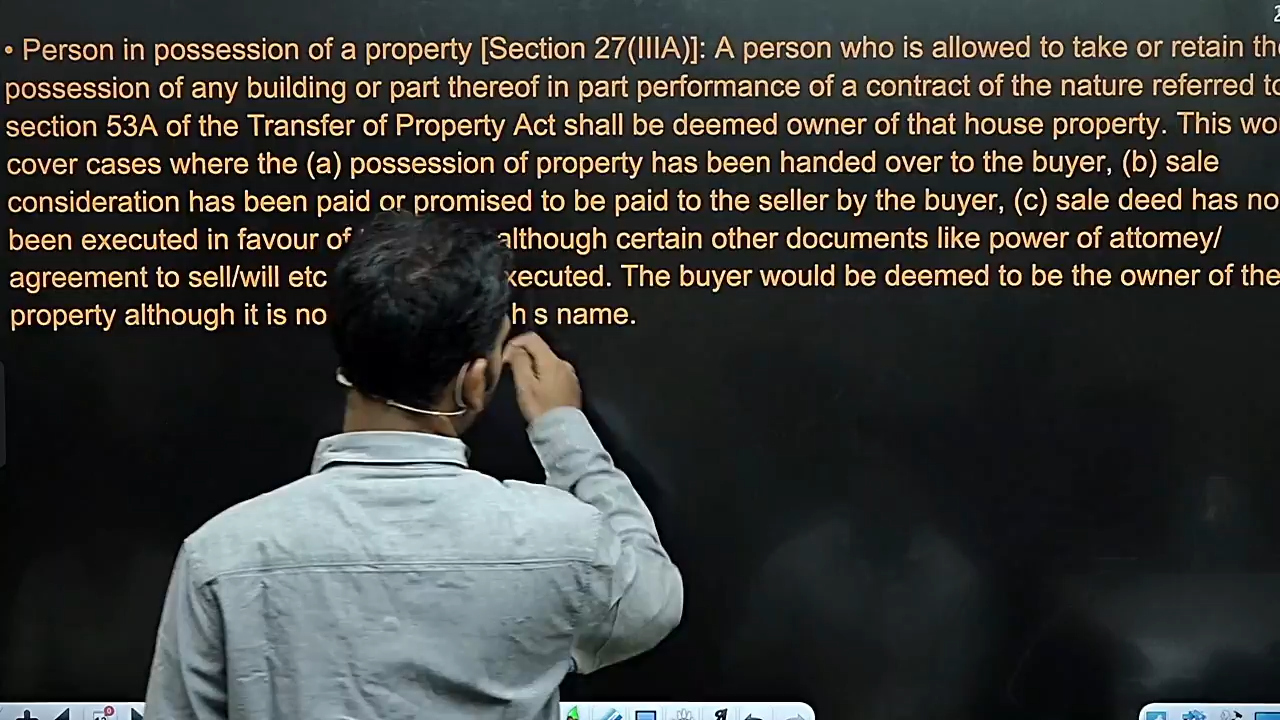 • Person in possession of a property [Section 27(IIIA)]: A person who is allowed to take or retain th
possession of any building or part thereof in part performance of a contract of the nature referred to
section 53A of the Transfer of Property Act shall be deemed owner of that house property. This wo
cover cases where the (a) possession of property has been handed over to the buyer, (b) sale
consideration has been paid or promised to be paid to the seller by the buyer, (c) sale deed has no
been executed in favour of although certain other documents like power of attomey/
agreement to sell/will etc xecuted. The buyer would be deemed to be the owner of the
property although it is no h s name.